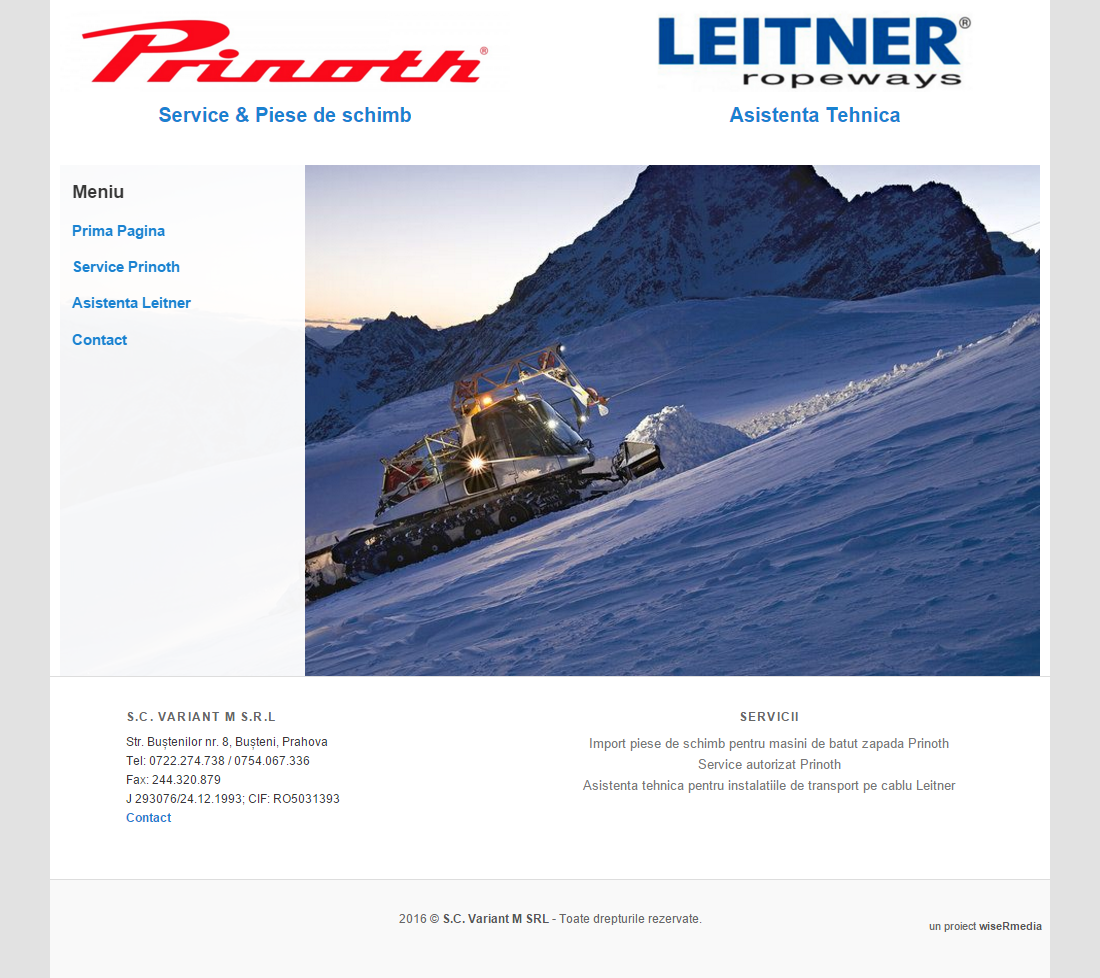 Prinoth®
LEITNER®
ropeways
Service & Piese de schimb
Asistenta Tehnica
Meniu
Prima Pagina
Service Prinoth
Asistenta Leitner
Contact
S.C. VARIANT M S.R.L
Str. Buștenilor nr. 8, Bușteni, Prahova
Tel: 0722.274.738 / 0754.067.336
Fax: 244.320.879
J 293076/24.12.1993; CIF: RO5031393
Contact
SERVICII
Import piese de schimb pentru masini de batut zapada Prinoth
Service autorizat Prinoth
Asistenta tehnica pentru instalatiile de transport pe cablu Leitner
2016 © S.C. Variant M SRL - Toate drepturile rezervate.
un proiect wiseRmedia